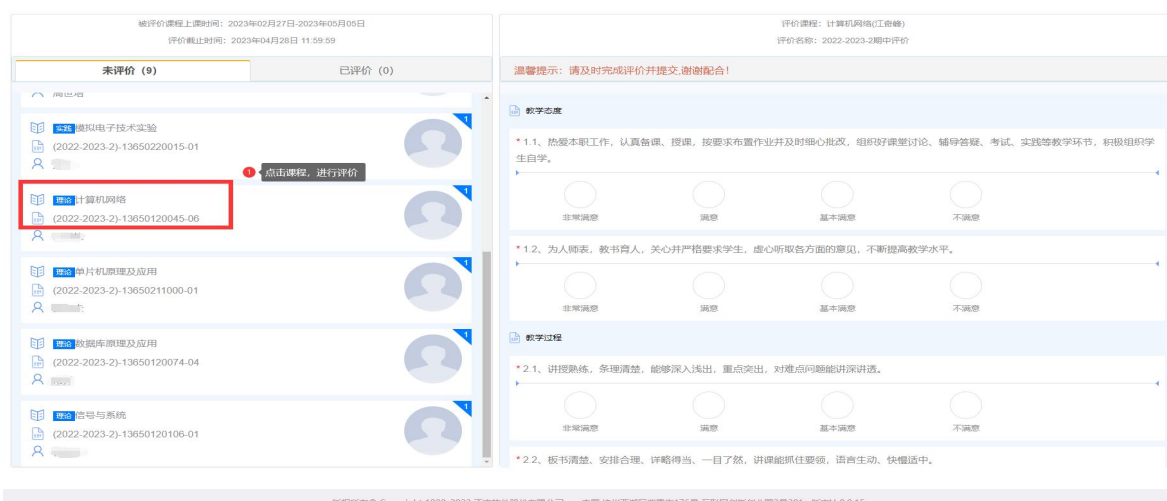 被评价课程上课时间：2023年02月27日-2023年05月05日
评价截止时间：2023年04月28日 11:59:59
未评价（9）
已评价（0）
实践 模拟电子技术实验
(2022-2023-2)-13650220015-01
1
1 点击课程，进行评价
理论 计算机网络
(2022-2023-2)-13650120045-06
1
理论 单片机原理及应用
(2022-2023-2)-13650211000-01
1
理论 数据库原理及应用
(2022-2023-2)-13650120074-04
1
理论 信号与系统
(2022-2023-2)-13650120106-01
1
评价课程：计算机网络(江奇峰)
评价名称：2022-2023-2期中评价
温馨提示：请及时完成评价并提交,谢谢配合！
教学态度
* 1.1、热爱本职工作，认真备课、授课，按要求布置作业并及时细心批改，组织好课堂讨论、辅导答疑、考试、实践等教学环节，积极组织学
生自学。
非常满意 满意 基本满意 不满意
* 1.2、为人师表，教书育人，关心并严格要求学生，虚心听取各方面的意见，不断提高教学水平。
非常满意 满意 基本满意 不满意
教学过程
* 2.1、讲授熟练，条理清楚，能够深入浅出，重点突出，对难点问题能讲深讲透。
非常满意 满意 基本满意 不满意
* 2.2、板书清楚、安排合理、详略得当、一目了然，讲课能抓住要领，语言生动、快慢适中。